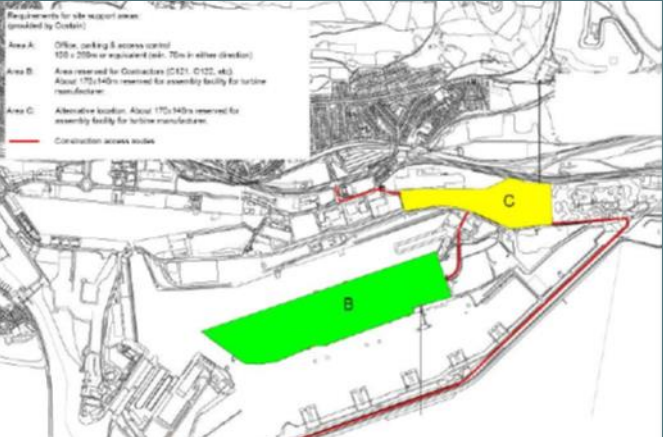 Requirements for site support areas:
(provided by Costain)
Area A: Office, parking & access control
100 x 200m or equivalent (min. 70m in either direction)
Area B: Area reserved for Contractors (C121, C122, etc).
About 170x140m reserved for assembly facility for turbine
manufacturer.
Area C: Alternative location. About 170x140m reserved for
assembly facility for turbine manufacturer.
Construction access routes
C
B